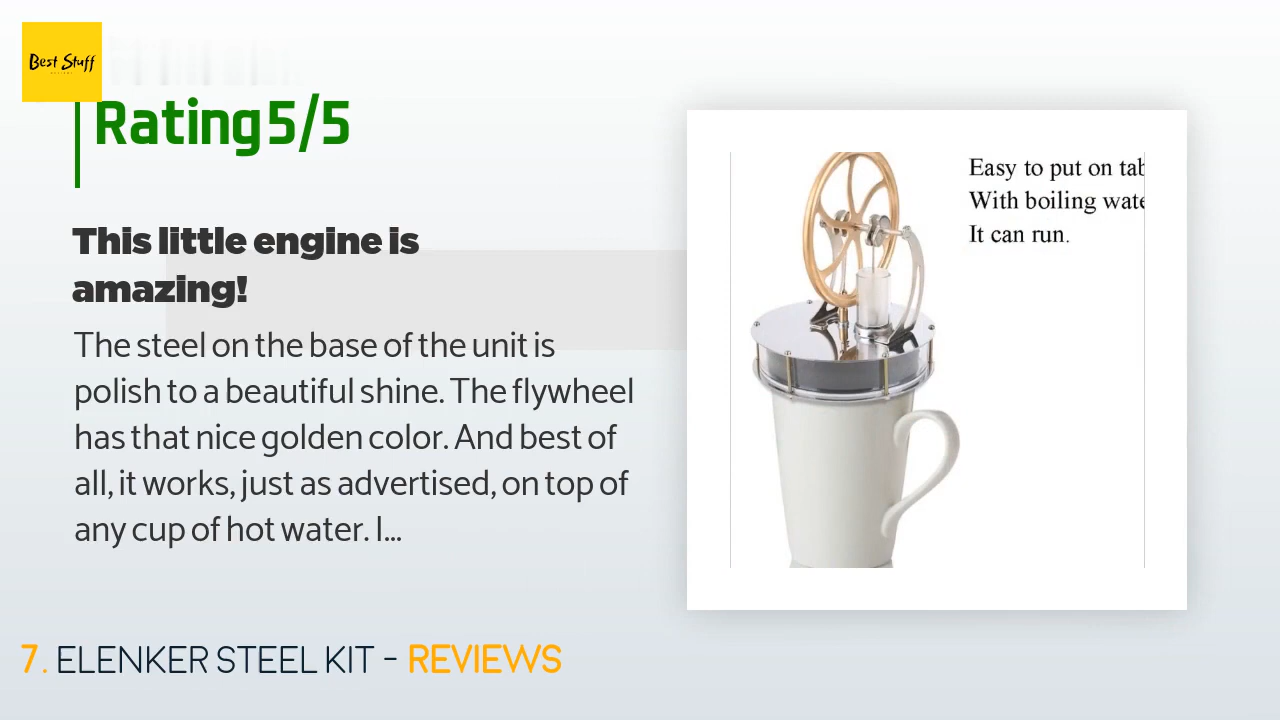 Best Stuff
Rating 5/5
This little engine is
amazing!
The steel on the base of the unit is
polish to a beautiful shine. The flywheel
has that nice golden color. And best of
all, it works, just as advertised, on top of
any cup of hot water. I...
Easy to put on tab
With boiling wate
It can run.
7. ELENKER STEEL KIT - REVIEWS